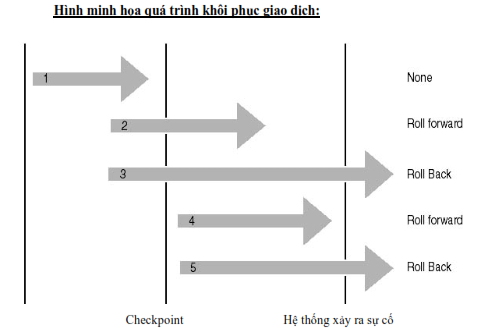 Hình minh họa quá trình khôi phục giao dịch:
1 None
2 Roll forward
3 Roll Back
4 Roll forward
5 Roll Back
Checkpoint Hệ thống xảy ra sự cố